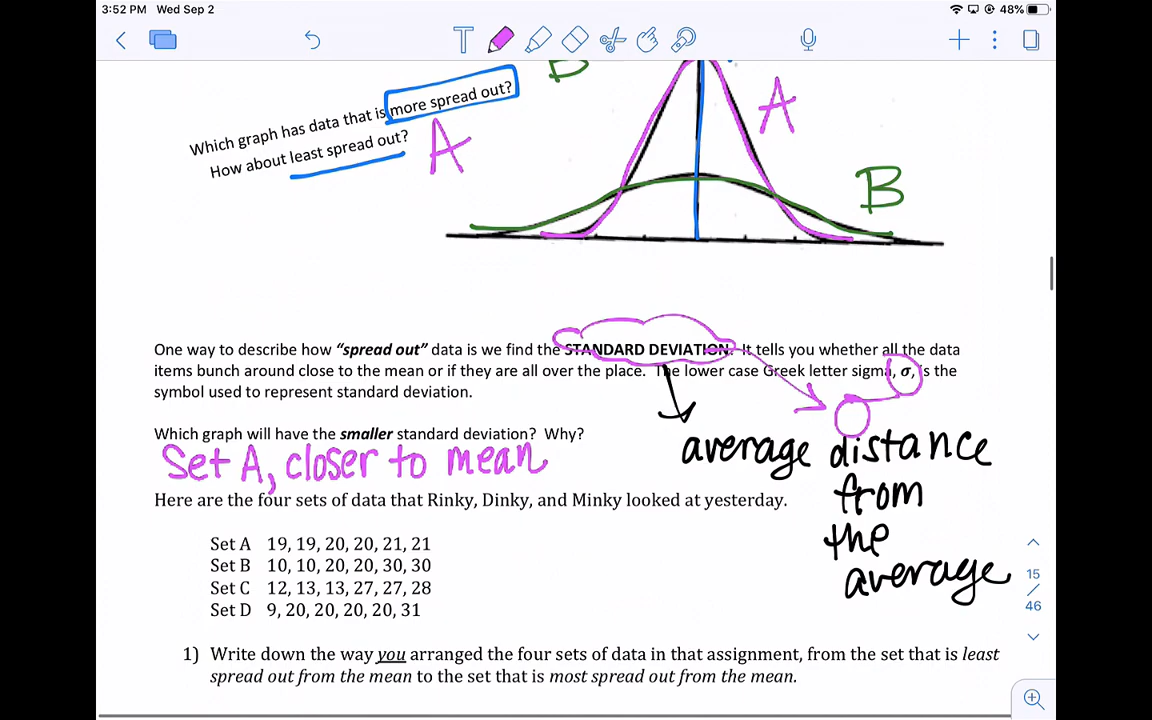 3:52 PM Wed Sep 2
48%
T
B
Which graph has data that is more spread out?
How about least spread out?
A
A
B
One way to describe how “spread out” data is we find the STANDARD DEVIATION. It tells you whether all the data
items bunch around close to the mean or if they are all over the place. The lower case Greek letter sigma, σ, is the
symbol used to represent standard deviation.
Which graph will have the smaller standard deviation? Why?
Set A, closer to mean
average distance
from
the
average
Here are the four sets of data that Rinky, Dinky, and Minky looked at yesterday.
Set A 19, 19, 20, 20, 21, 21
Set B 10, 10, 20, 20, 30, 30
Set C 12, 13, 13, 27, 27, 28
Set D 9, 20, 20, 20, 20, 31
15
/
46
1) Write down the way you arranged the four sets of data in that assignment, from the set that is least
spread out from the mean to the set that is most spread out from the mean.